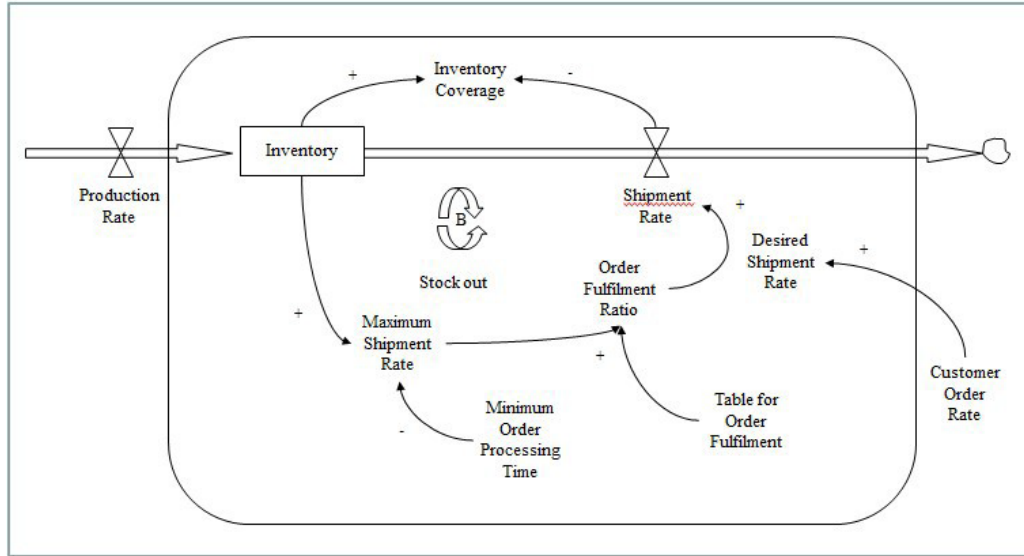 +
Inventory
Coverage
-
Inventory
Production
Rate
B
Stock out
Shipment
Rate
+
Desired
Shipment
Rate
+
Order
Fulfilment
Ratio
+
Maximum
Shipment
Rate
+
Customer
Order
Rate
-
Minimum
Order
Processing
Time
Table for
Order
Fulfilment